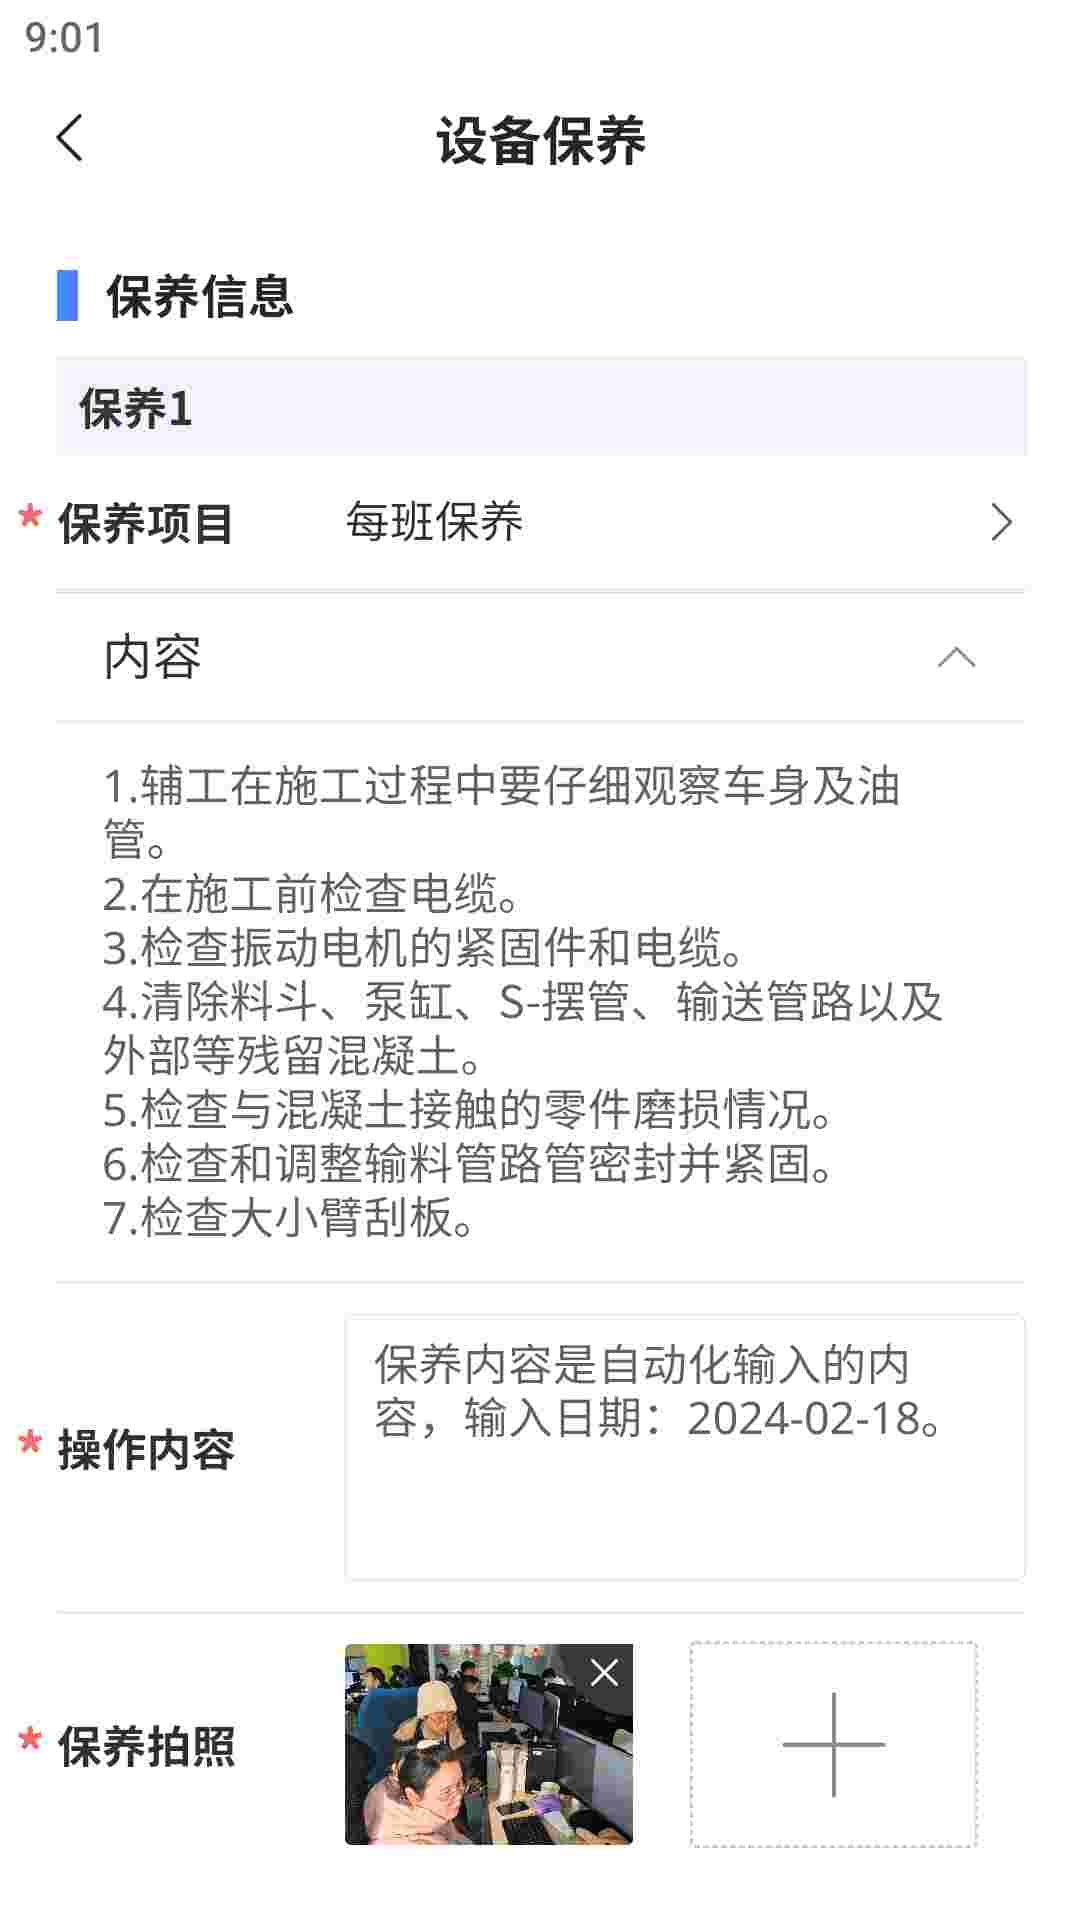 9:01
设备保养
保养信息
保养1
* 保养项目 每班保养
内容
1.辅工在施工过程中要仔细观察车身及油
管。
2.在施工前检查电缆。
3.检查振动电机的紧固件和电缆。
4.清除料斗、泵缸、S-摆管、输送管路以及
外部等残留混凝土。
5.检查与混凝土接触的零件磨损情况。
6.检查和调整输料管路管密封并紧固。
7.检查大小臂刮板。
保养内容是自动化输入的内
容，输入日期：2024-02-18。
* 操作内容
* 保养拍照